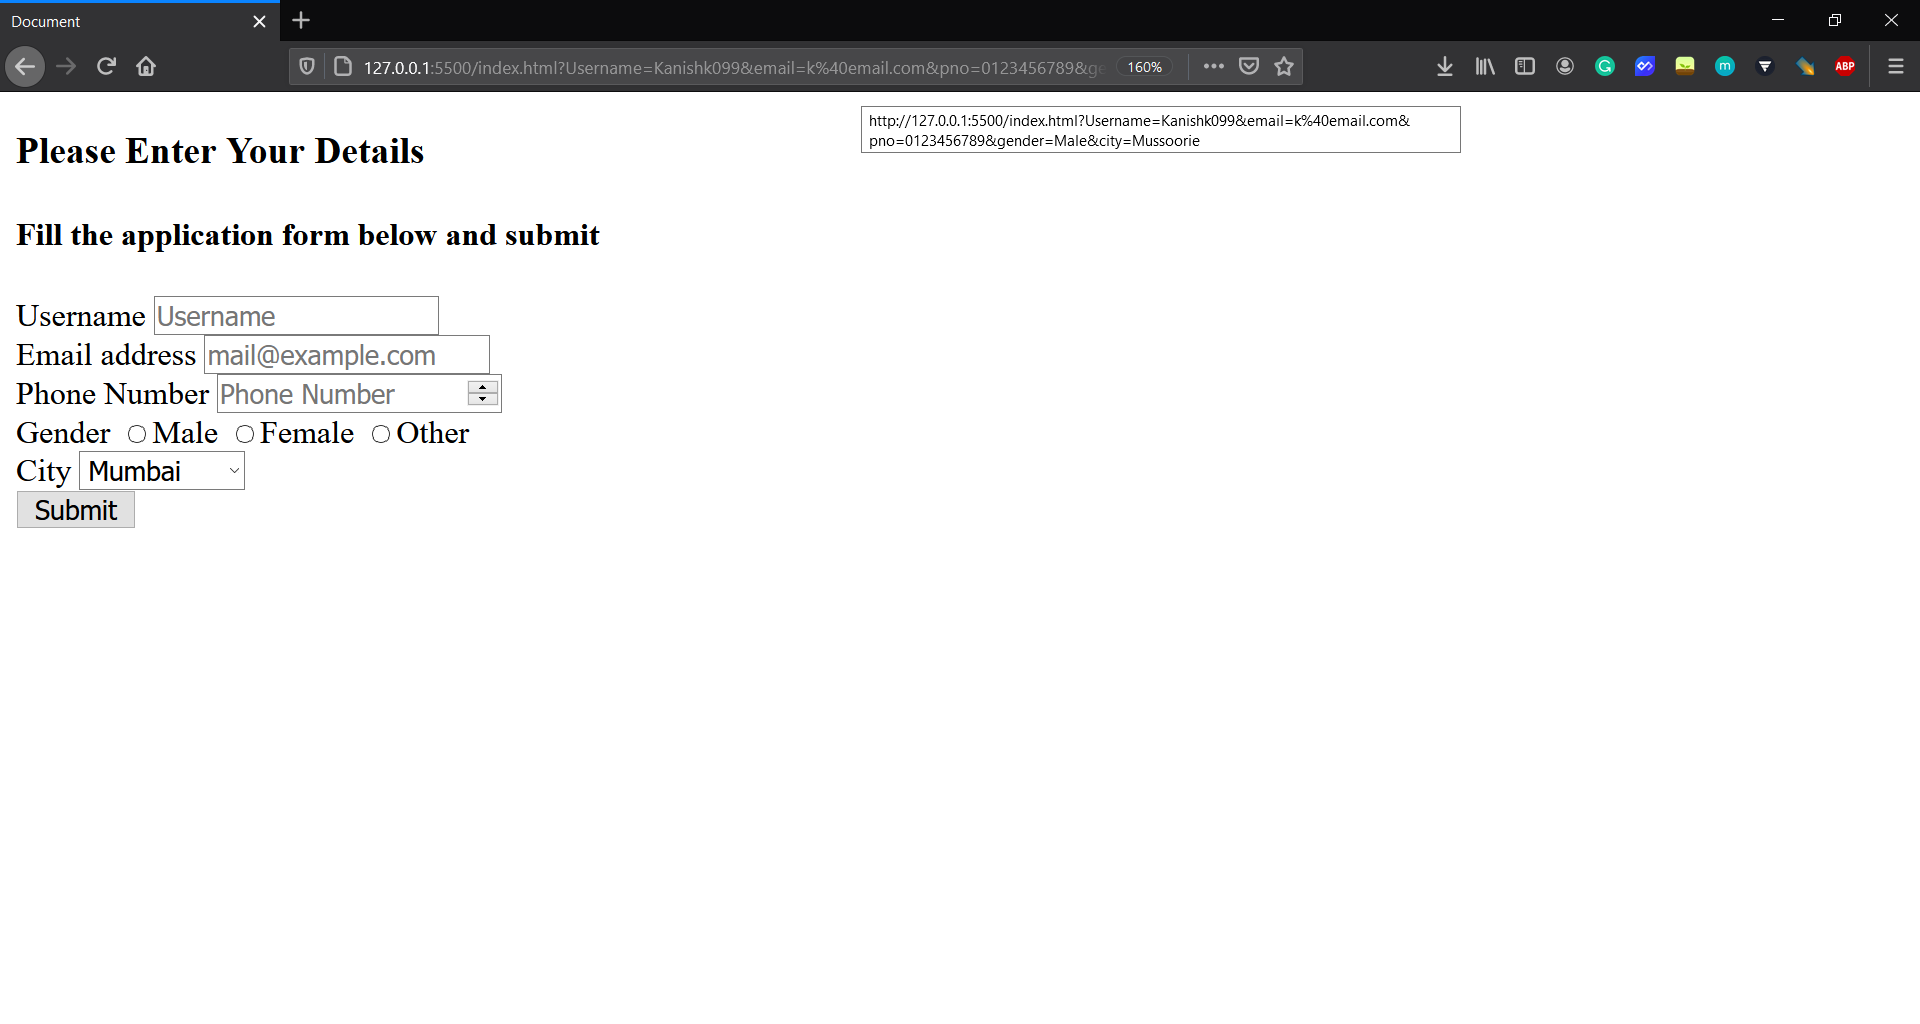 Document
127.0.0.1:5500/index.html?Username=Kanishk099&email=k%40email.com&pno=0123456789&ge
160%
ABP
http://127.0.0.1:5500/index.html?Username=Kanishk099&email=k%40email.com&
pno=0123456789&gender=Male&city=Mussoorie
Please Enter Your Details
Fill the application form below and submit
Username Username
Email address mail@example.com
Phone Number Phone Number
Gender Male Female Other
City Mumbai
Submit